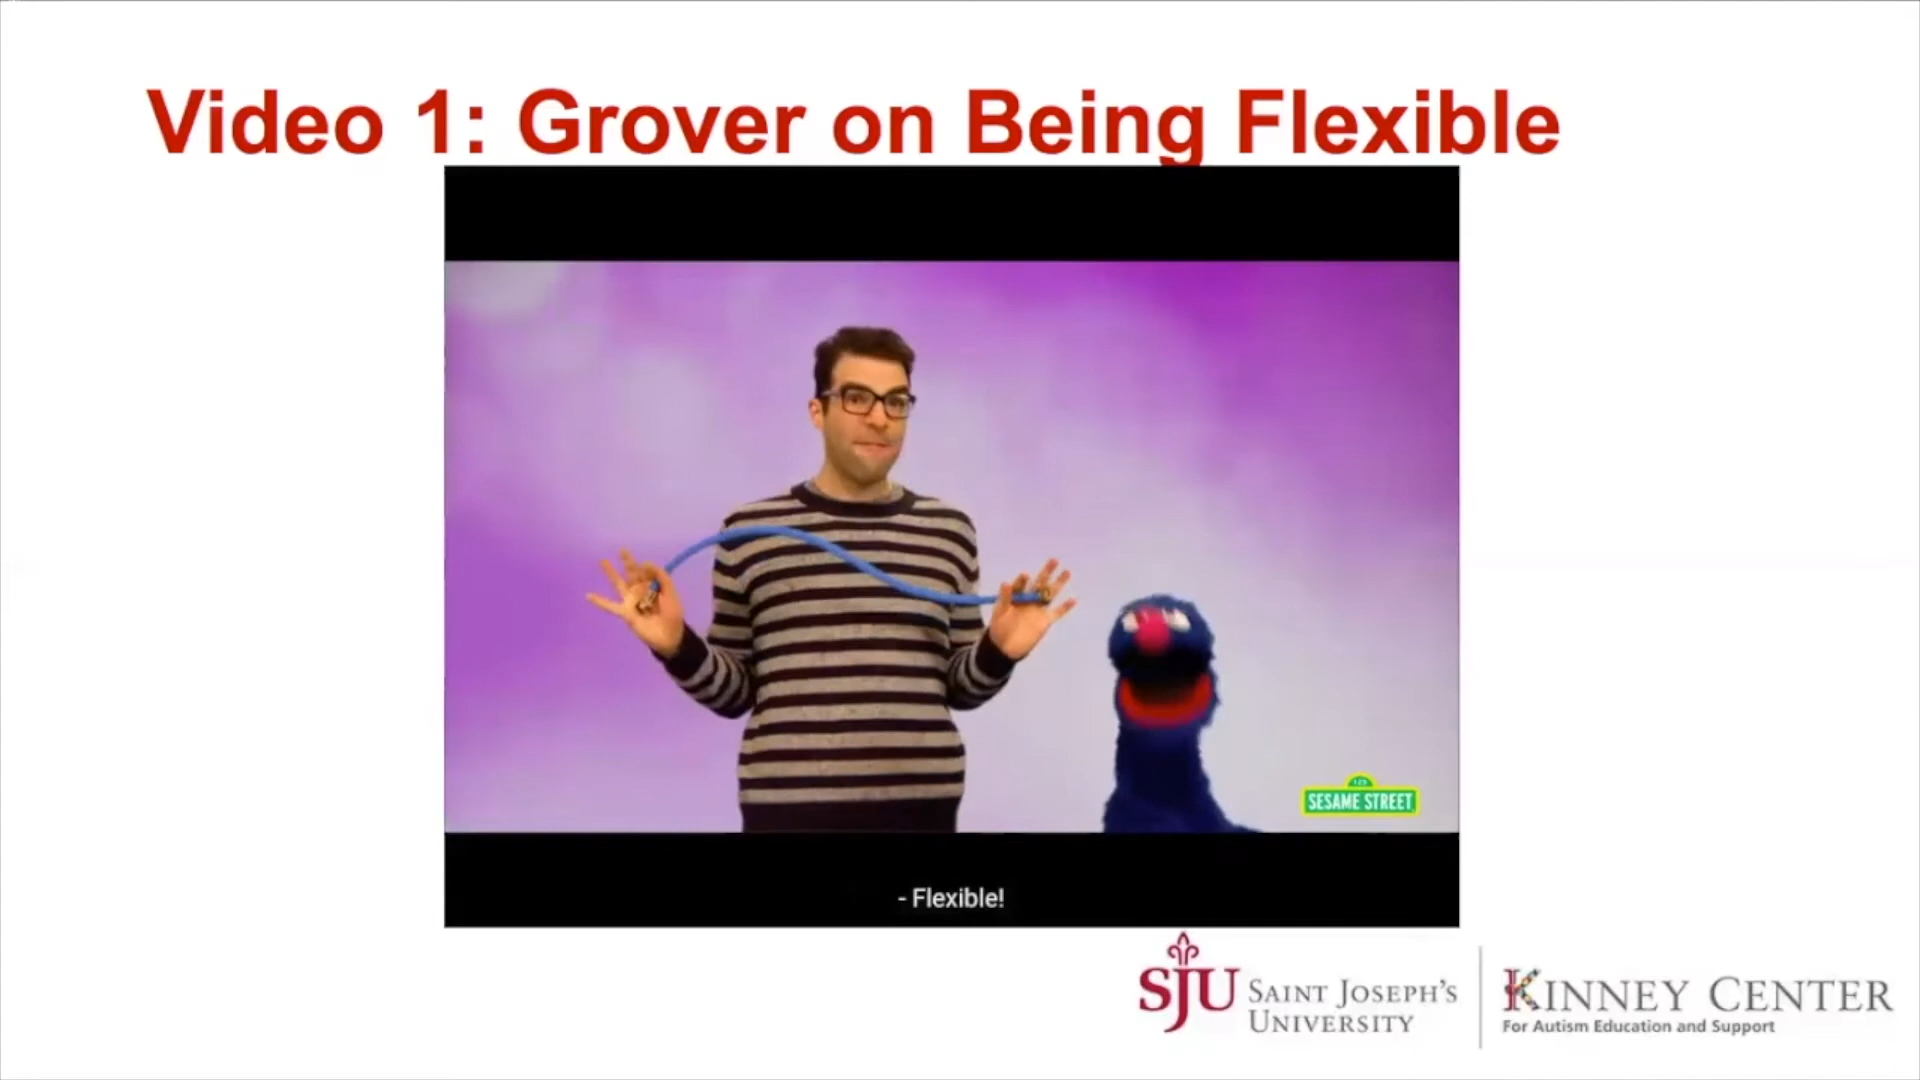 Video 1: Grover on Being Flexible
123
SESAME STREET
- Flexible!
SJU
SAINT JOSEPH'S
UNIVERSITY
KINNEY CENTER
For Autism Education and Support